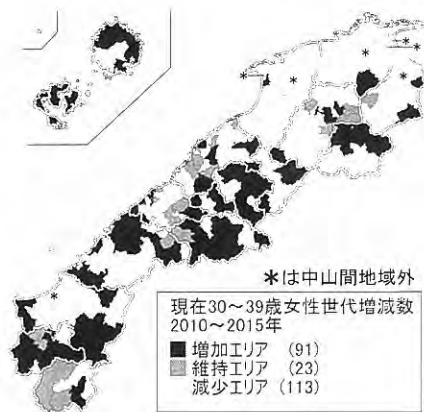 *
*
*
*
*
*は中山間地域外
*
現在30～39歳女性世代増減数
2010～2015年
増加エリア (91)
維持エリア (23)
減少エリア (113)